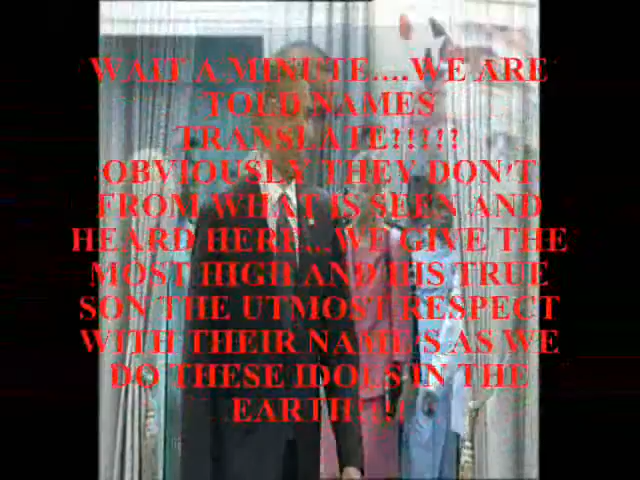 WAIT A MINUTE....WE ARE
TOLD NAMES
TRANSLATE?!!??
OBVIOUSLY THEY DON'T
FROM WHAT IS SEEN AND
HEARD HERE...WE GIVE THE
MOST HIGH AND HIS TRUE
SON THE UTMOST RESPECT
WITH THEIR NAME'S AS WE
DO THESE IDOLS IN THE
EARTH!!!!